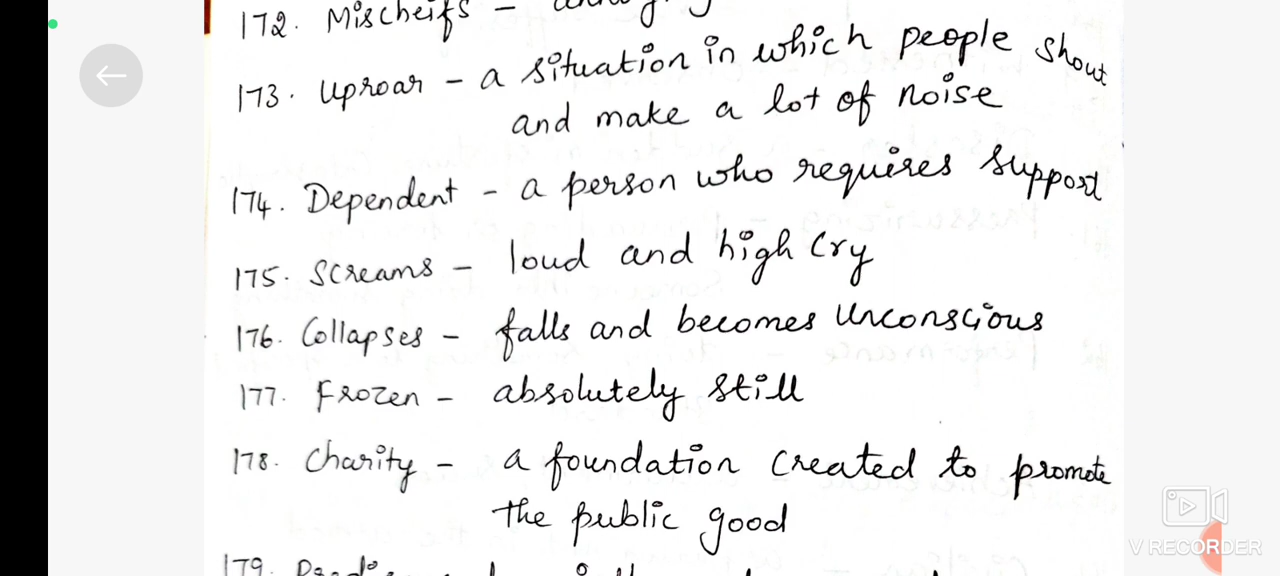 172. Mischeifs -
173. Uproar - a situation in which people shout
and make a lot of noise
174. Dependent - a person who requires support
175. Screams - loud and high cry
176. Collapses - falls and becomes unconscious
177. Frozen - absolutely still
178. Charity - a foundation created to promote
the public good
179.
V RECORDER